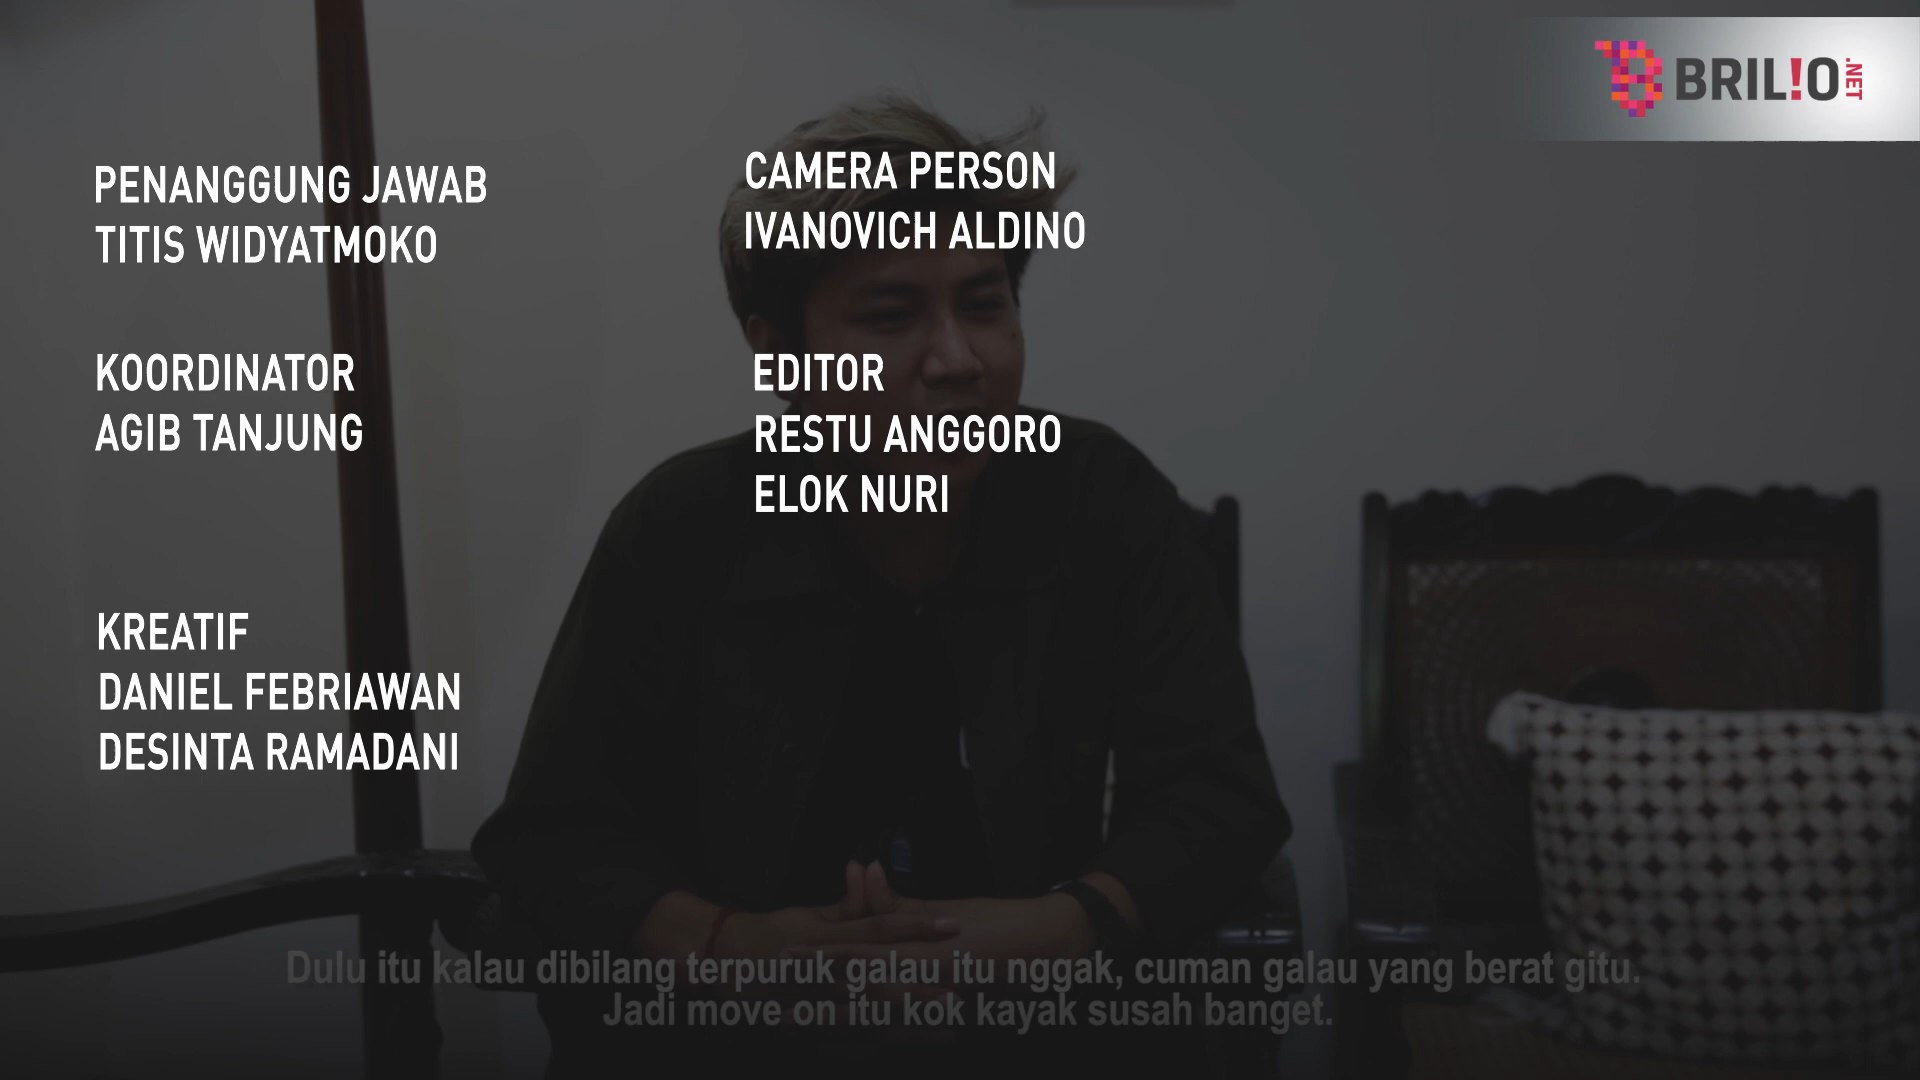 BRIL!O.NET
PENANGGUNG JAWAB
TITIS WIDYATMOKO
KOORDINATOR
AGIB TANJUNG
KREATIF
DANIEL FEBRIAWAN
DESINTA RAMADANI
CAMERA PERSON
IVANOVICH ALDINO
EDITOR
RESTU ANGGORO
ELOK NURI
Dulu itu kalau dibilang terpuruk galau itu nggak, cuman galau yang berat gitu.
Jadi move on itu kok kayak susah banget.